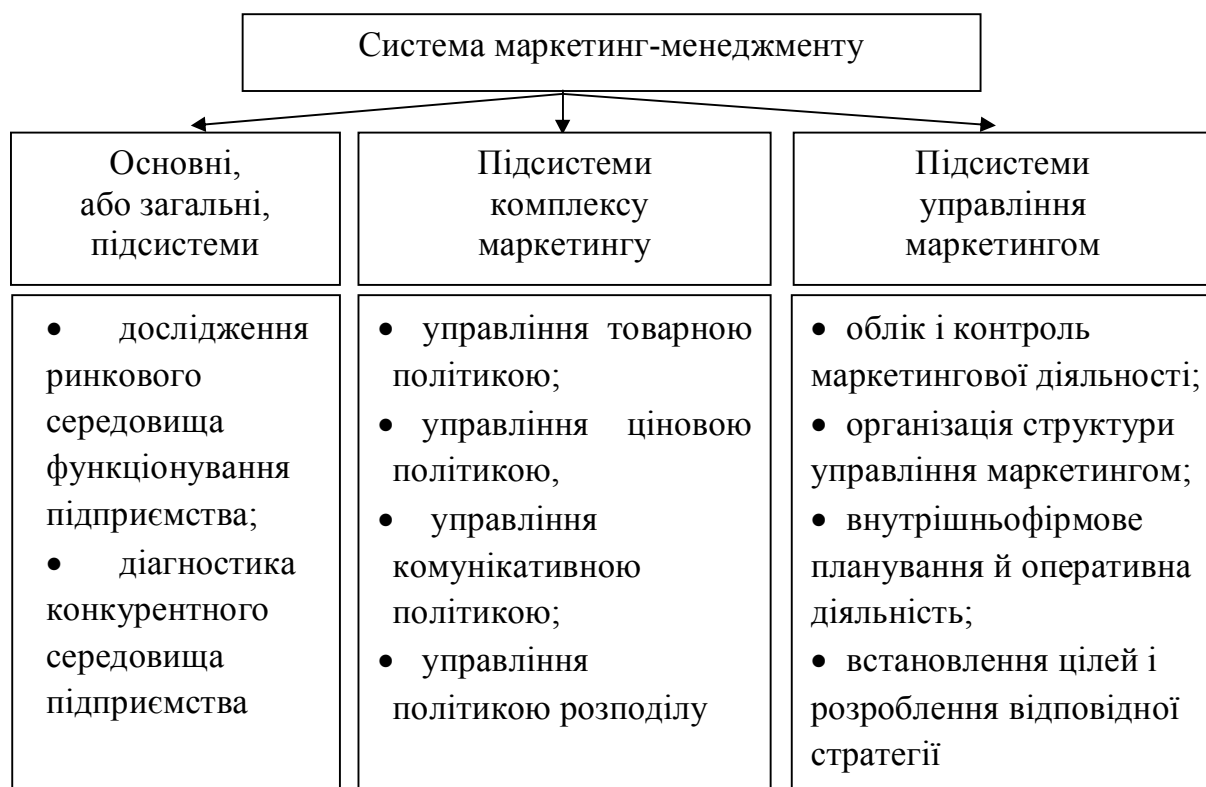 Система маркетинг-менеджменту
Основні,
або загальні,
підсистеми
Підсистеми
комплексу
маркетингу
Підсистеми
управління
маркетингом
• дослідження
ринкового
середовища
функціонування
підприємства;
• діагностика
конкурентного
середовища
підприємства
• управління товарною
політикою;
• управління ціновою
політикою,
• управління
комунікативною
політикою;
• управління
політикою розподілу
• облік і контроль
маркетингової діяльності;
• організація структури
управління маркетингом;
• внутрішньофірмове
планування й оперативна
діяльність;
• встановлення цілей і
розроблення відповідної
стратегії